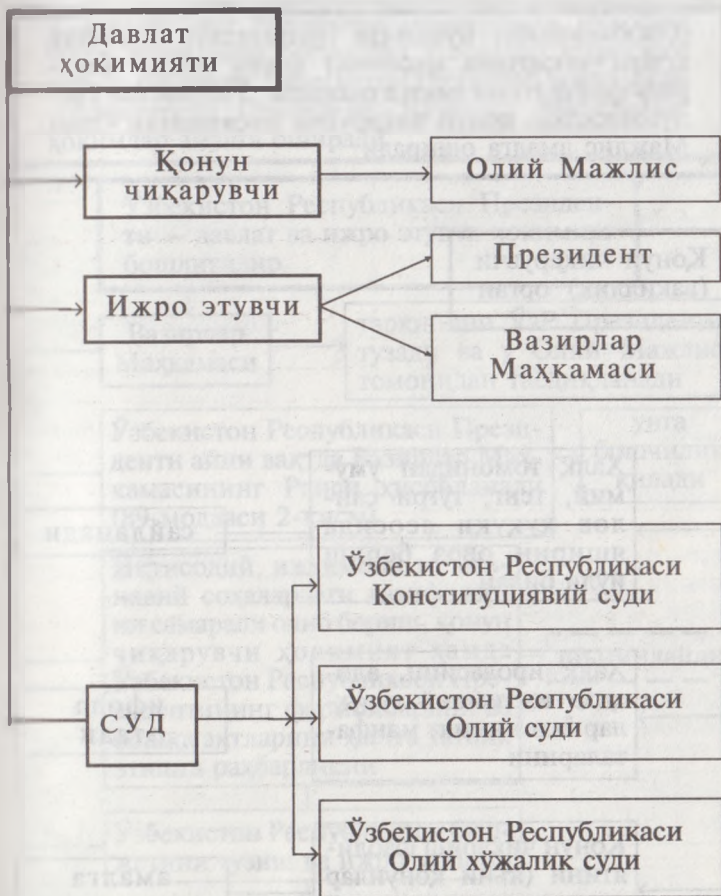 Давлат
ҳокимияти
Қонун
чиқарувчи
Олий Мажлис
Ижро этувчи
Президент
Вазирлар
Маҳкамаси
СУД
Ўзбекистон Республикаси
Конституциявий суди
Ўзбекистон Республикаси
Олий суди
Ўзбекистон Республикаси
Олий хўжалик суди